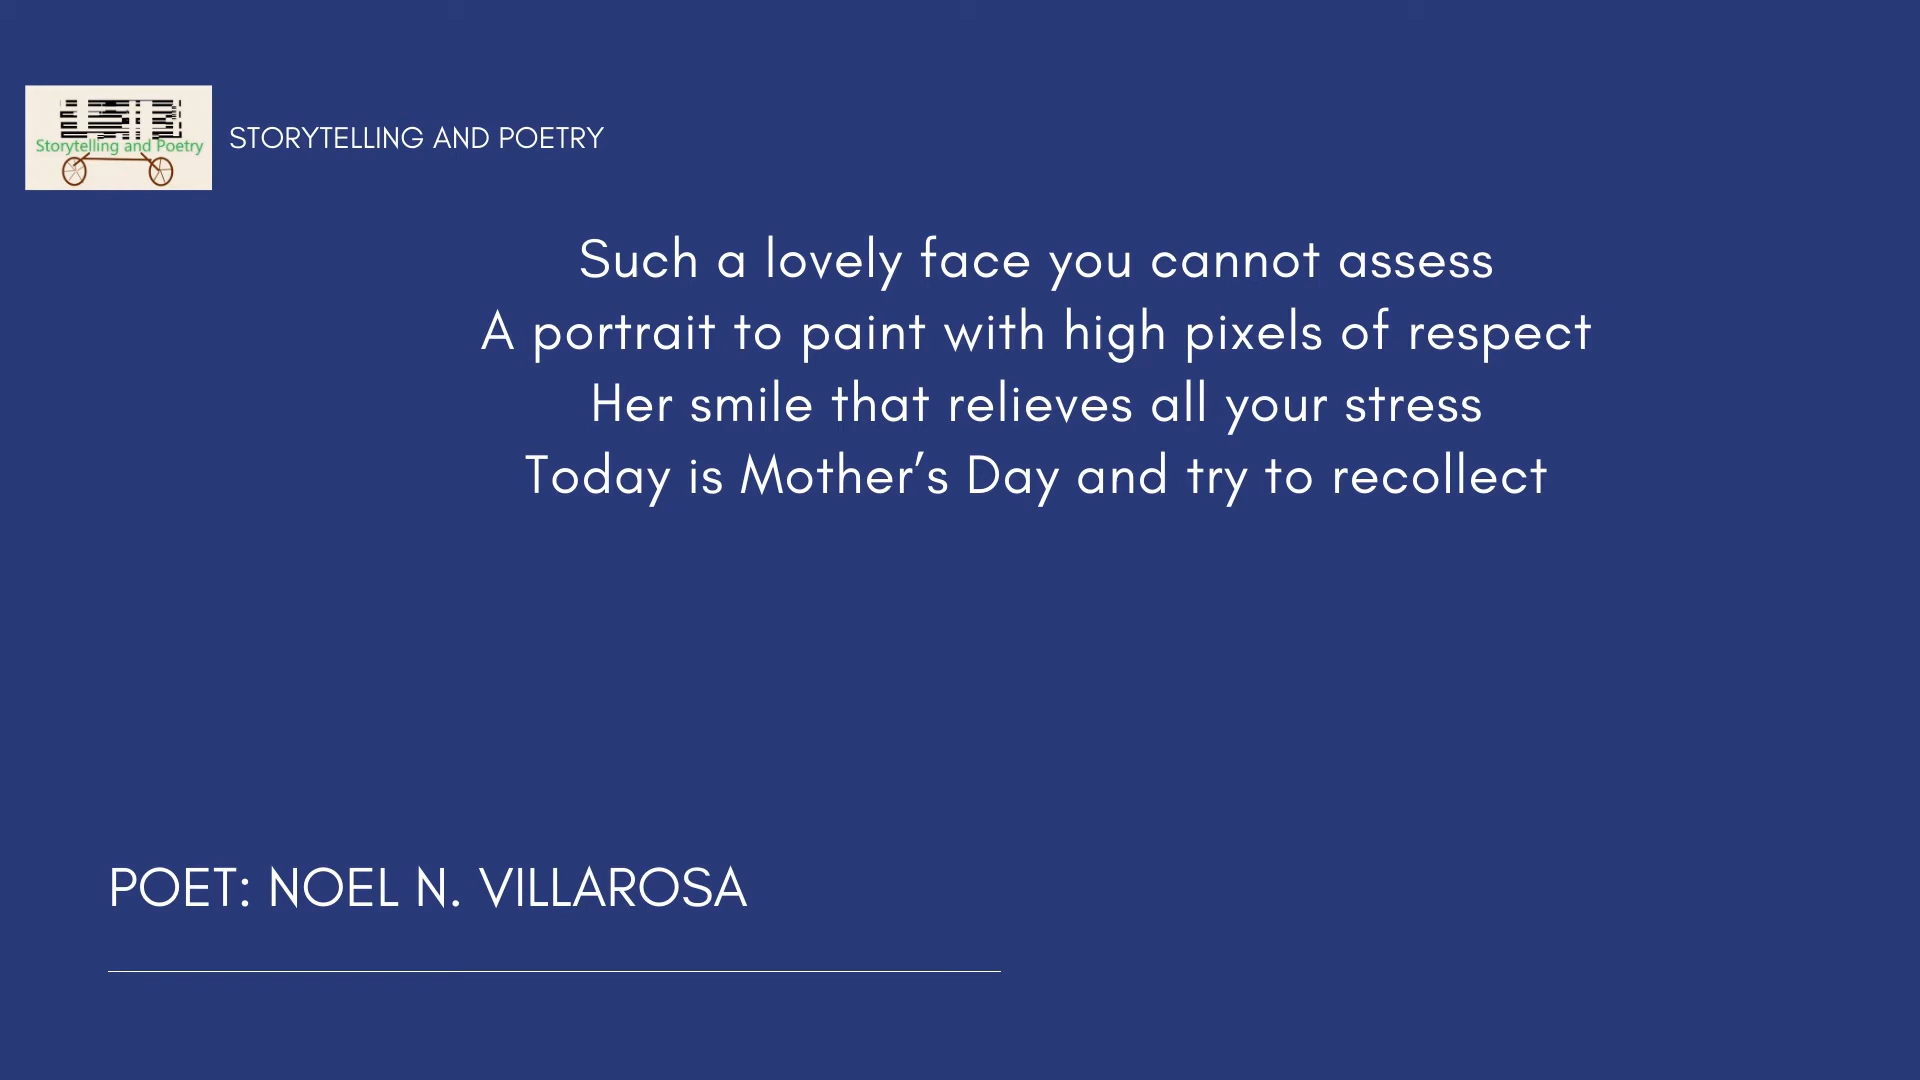 Storytelling and Poetry
STORYTELLING AND POETRY
Such a lovely face you cannot assess
A portrait to paint with high pixels of respect
Her smile that relieves all your stress
Today is Mother’s Day and try to recollect
POET: NOEL N. VILLAROSA